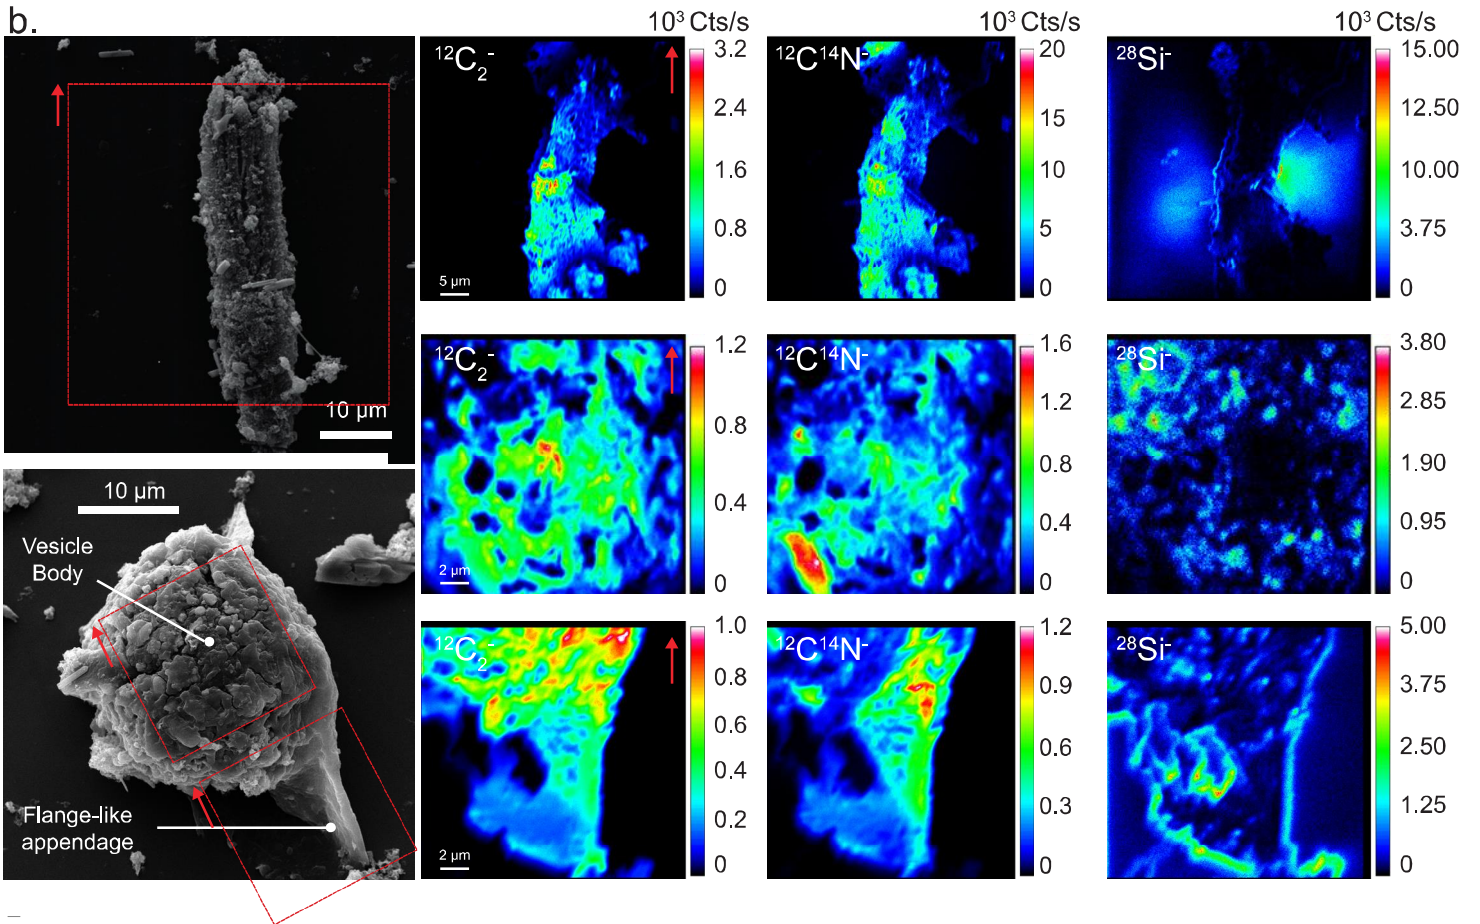 b.
10³ Cts/s 10³ Cts/s 10³ Cts/s
10 µm
¹²C₂⁻
3.2
2.4
1.6
0.8
0
5 µm
¹²C¹⁴N⁻
20
15
10
5
0
²⁸Si⁻
15.00
12.50
10.00
3.75
0
10 µm
Vesicle
Body
Flange-like
appendage
¹²C₂⁻
1.2
0.8
0.4
0
2 µm
¹²C¹⁴N⁻
1.6
1.2
0.8
0.4
0
²⁸Si⁻
3.80
2.85
1.90
0.95
0
¹²C₂⁻
1.0
0.8
0.6
0.4
0.2
0
2 µm
¹²C¹⁴N⁻
1.2
0.9
0.6
0.3
0
²⁸Si⁻
5.00
3.75
2.50
1.25
0